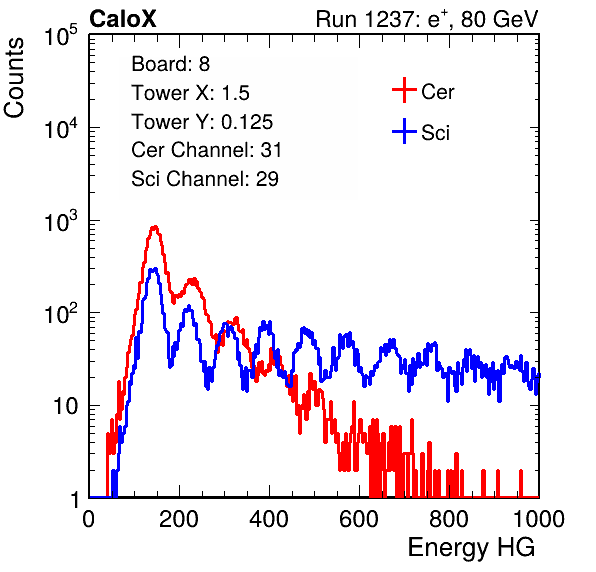 CaloX Run 1237: e⁺, 80 GeV
Counts
10⁵
10⁴
10³
10²
10
1
Board: 8
Tower X: 1.5
Tower Y: 0.125
Cer Channel: 31
Sci Channel: 29
Cer
Sci
0 200 400 600 800 1000
Energy HG